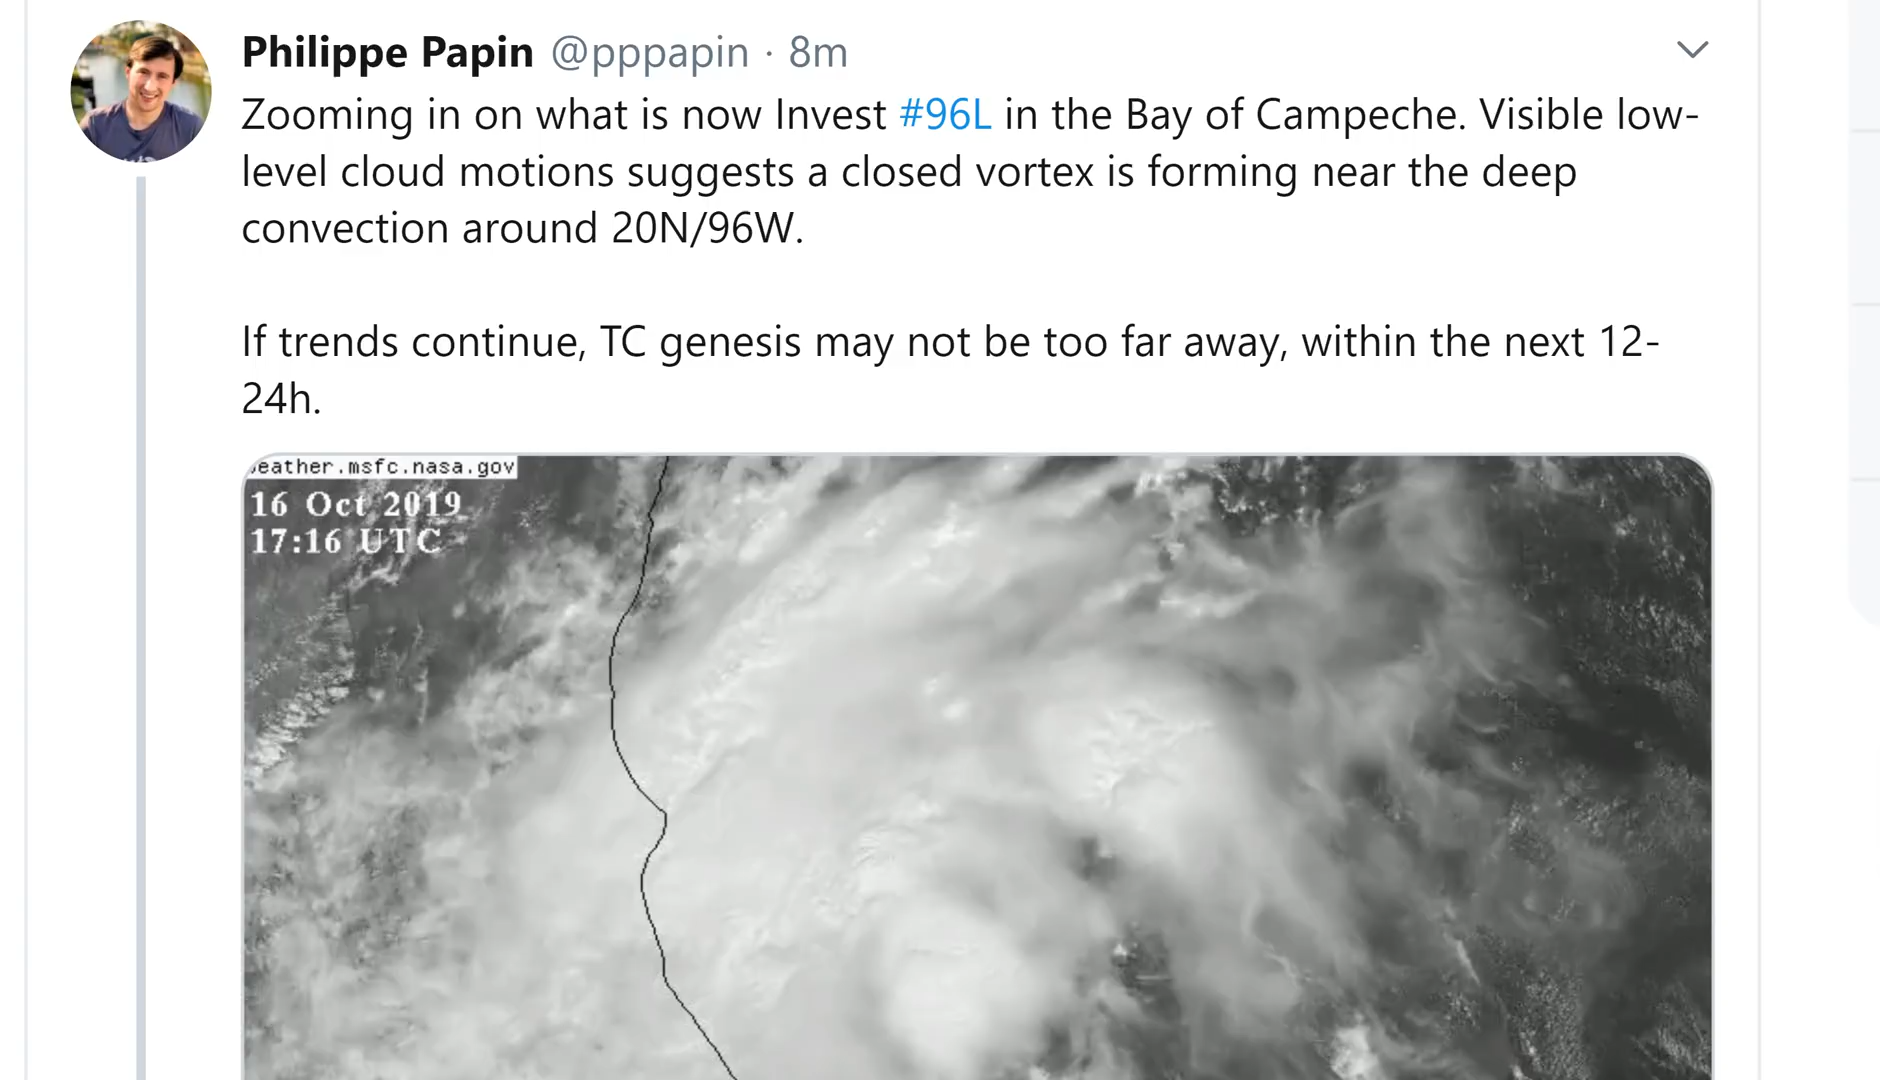 Philippe Papin @pppapin · 8m
Zooming in on what is now Invest #96L in the Bay of Campeche. Visible low-
level cloud motions suggests a closed vortex is forming near the deep
convection around 20N/96W.
If trends continue, TC genesis may not be too far away, within the next 12-
24h.
eather.msfc.nasa.gov
16 Oct 2019
17:16 UTC